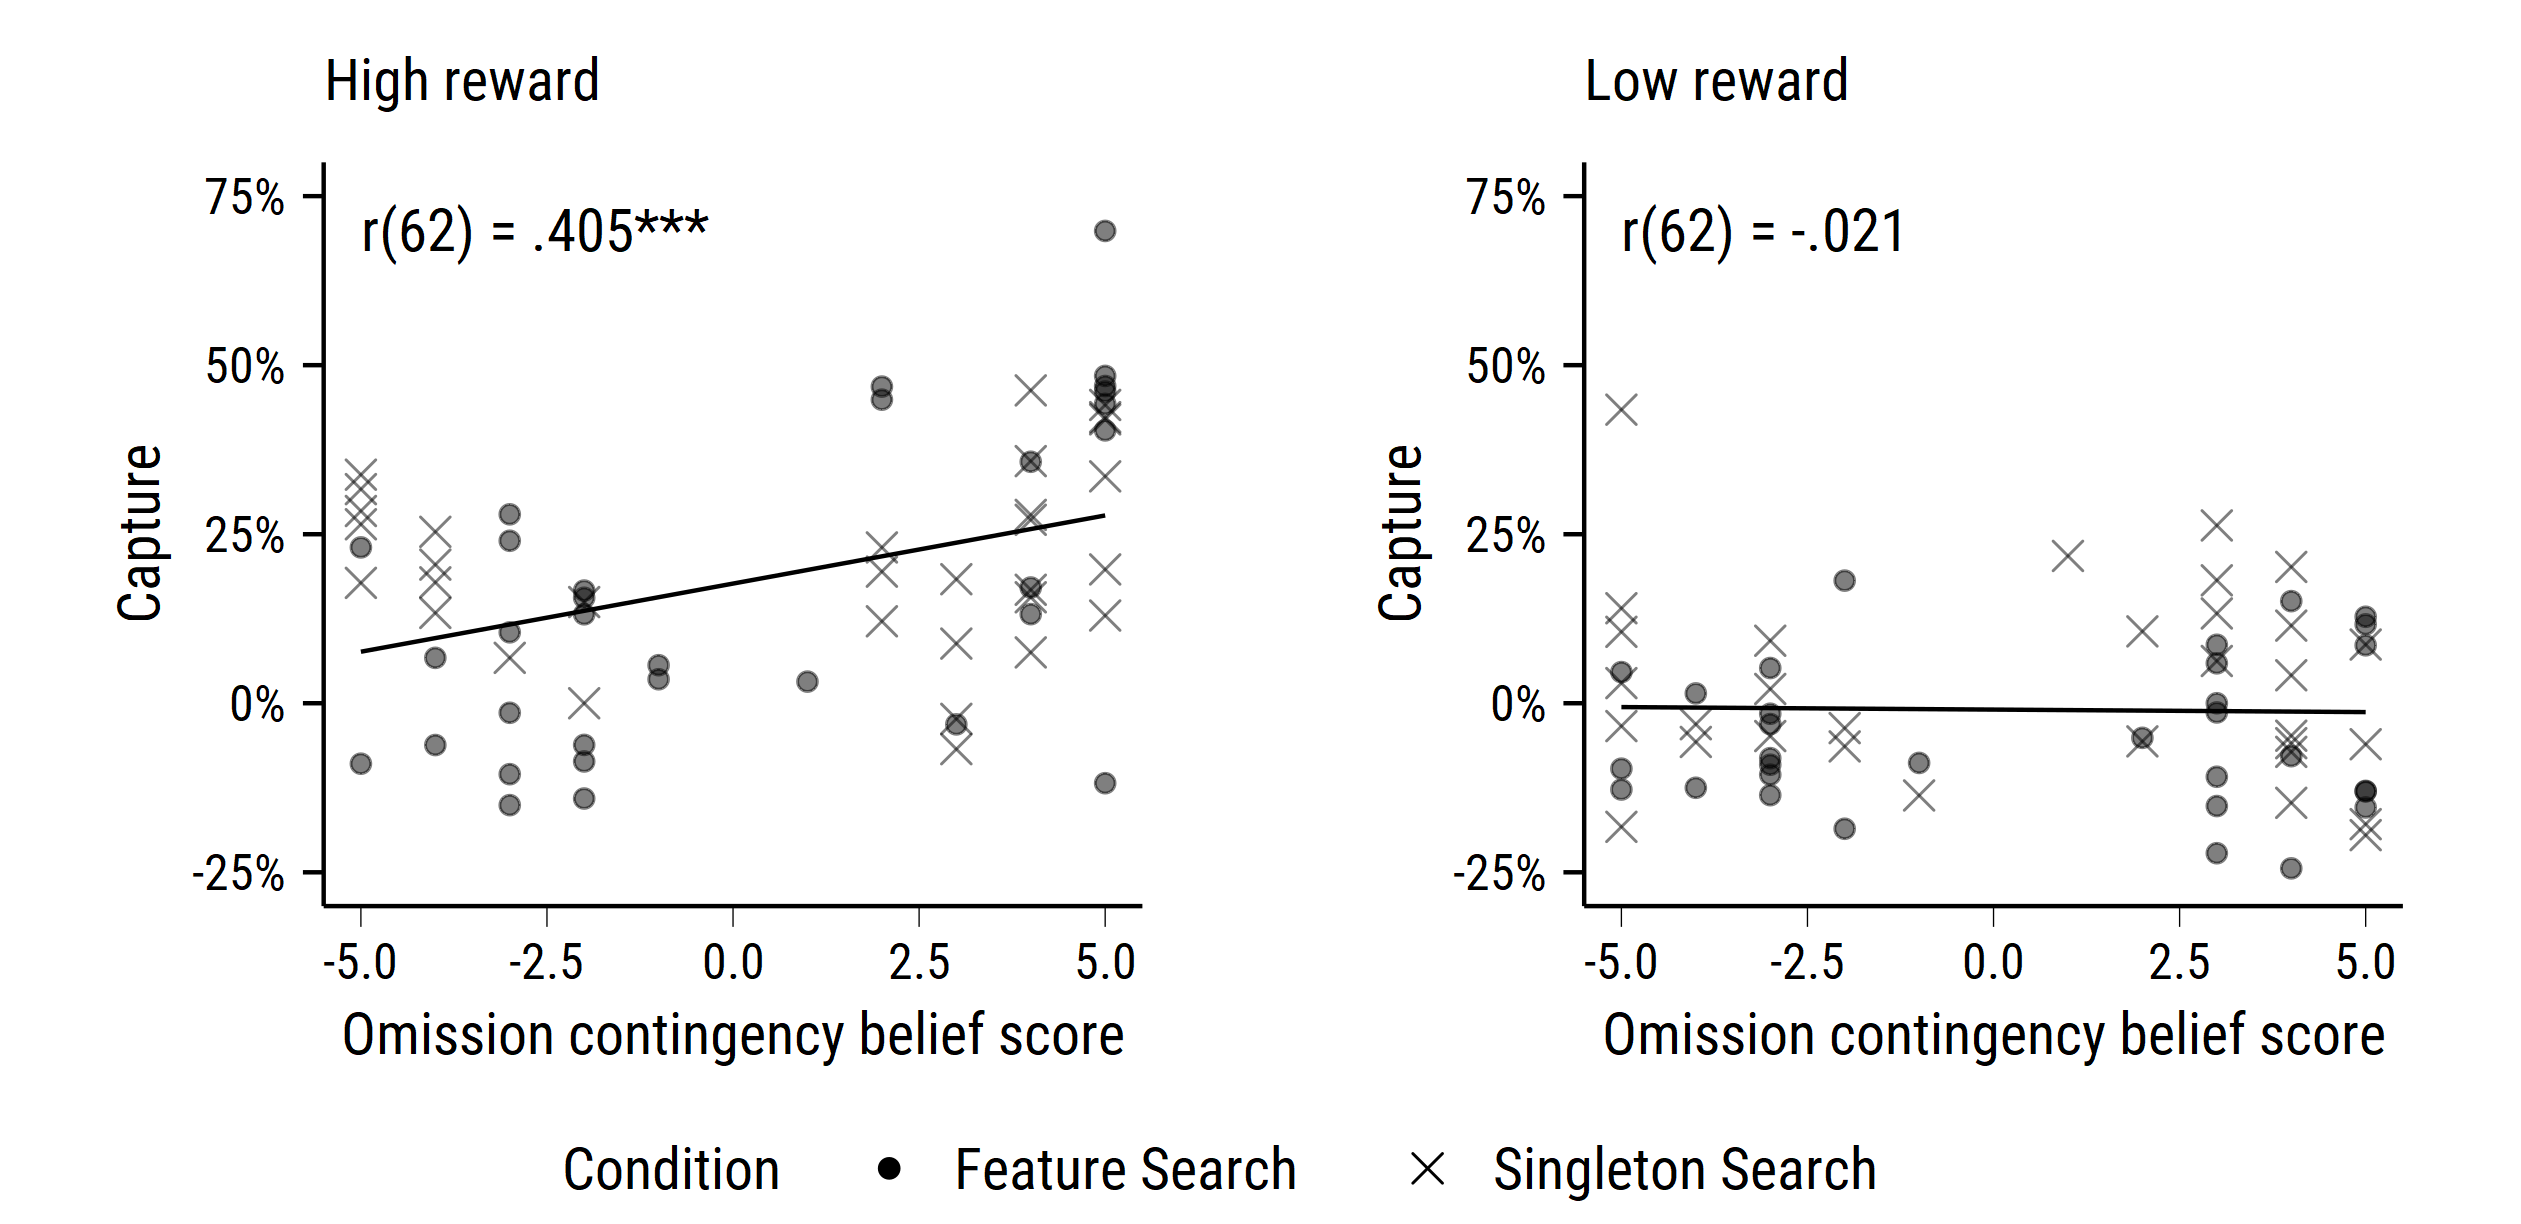 High reward
Low reward
75%
50%
25%
0%
-25%
r(62) = .405***
Capture
-5.0 -2.5 0.0 2.5 5.0
Omission contingency belief score
75%
50%
25%
0%
-25%
r(62) = -.021
Capture
-5.0 -2.5 0.0 2.5 5.0
Omission contingency belief score
Condition Feature Search Singleton Search